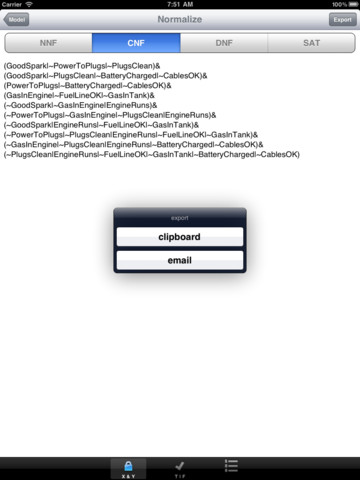 Carrier 7:51 AM 100%
Model Normalize Export
NNF CNF DNF SAT
(GoodSpark|~PowerToPlugs|~PlugsClean)&
(GoodSpark|~PlugsClean|~BatteryCharged|~CablesOK)&
(PowerToPlugs|~BatteryCharged|~CablesOK)&
(GasInEngine|~FuelLineOK|~GasInTank)&
(~GoodSpark|~GasInEngine|EngineRuns)&
(~PowerToPlugs|~GasInEngine|~PlugsClean|EngineRuns)&
(~GoodSpark|EngineRuns|~FuelLineOK|~GasInTank)&
(~PowerToPlugs|~PlugsClean|EngineRuns|~FuelLineOK|~GasInTank)&
(~GasInEngine|~PlugsClean|EngineRuns|~BatteryCharged|~CablesOK)&
(~PlugsClean|EngineRuns|~FuelLineOK|~GasInTank|~BatteryCharged|~CablesOK)
export
clipboard
email
X & Y T | F